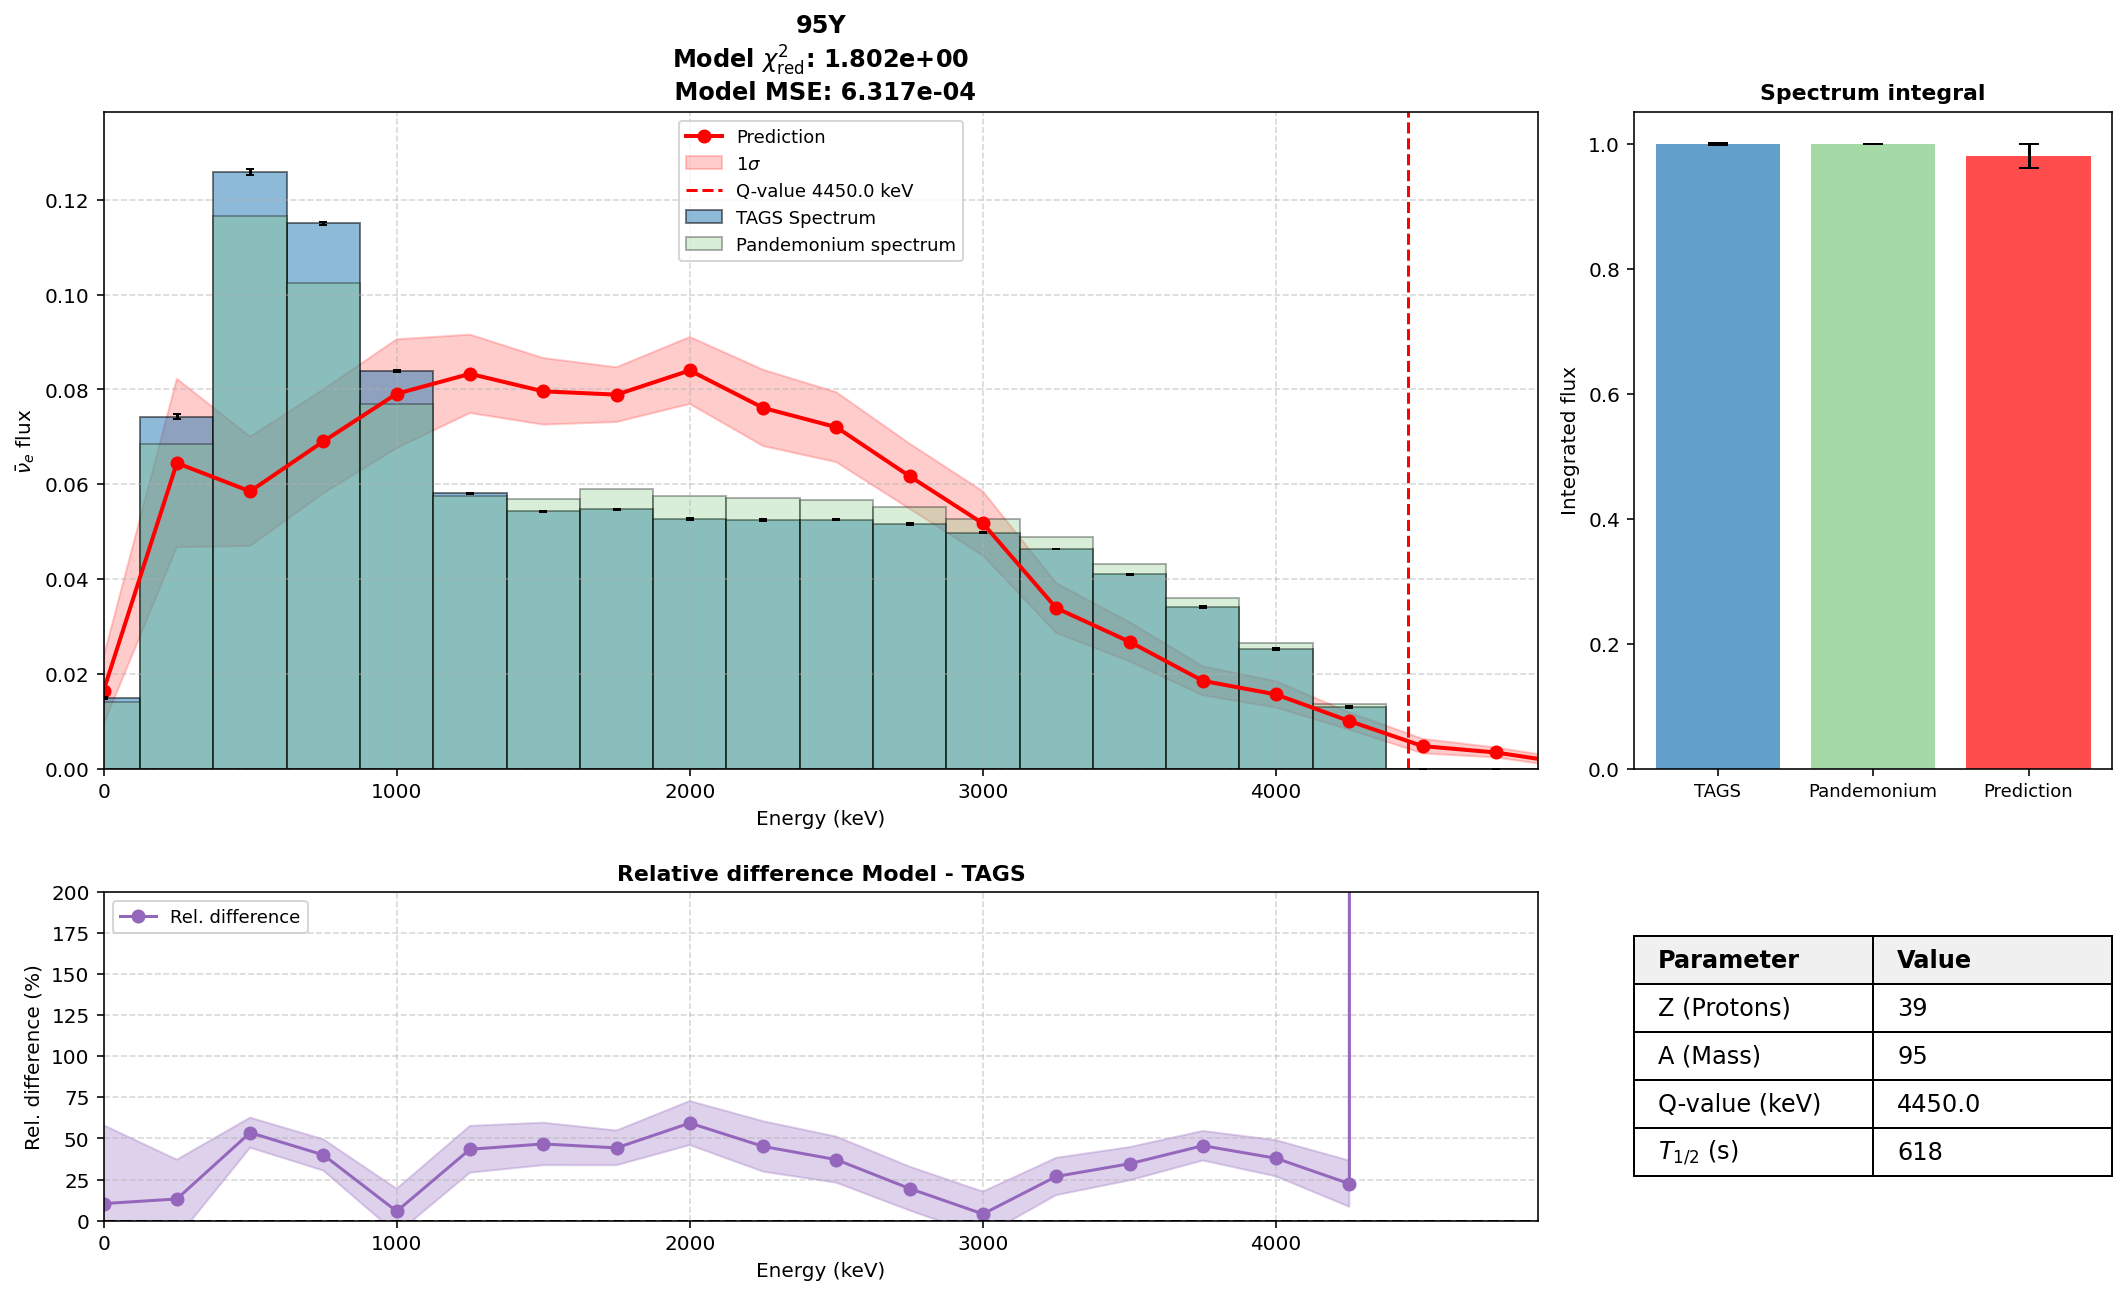 95Y
Model χ²red: 1.802e+00
Model MSE: 6.317e-04
Prediction
1σ
Q-value 4450.0 keV
TAGS Spectrum
Pandemonium spectrum
0.12
0.10
0.08
0.06
0.04
0.02
0.00
ν̄e flux
0
1000
2000
3000
4000
Energy (keV)
Spectrum integral
1.0
0.8
0.6
0.4
0.2
0.0
Integrated flux
TAGS
Pandemonium
Prediction
Relative difference Model - TAGS
Rel. difference
200
175
150
125
100
75
50
25
0
Rel. difference (%)
0
1000
2000
3000
4000
Energy (keV)
Parameter Value
Z (Protons) 39
A (Mass) 95
Q-value (keV) 4450.0
T1/2 (s) 618